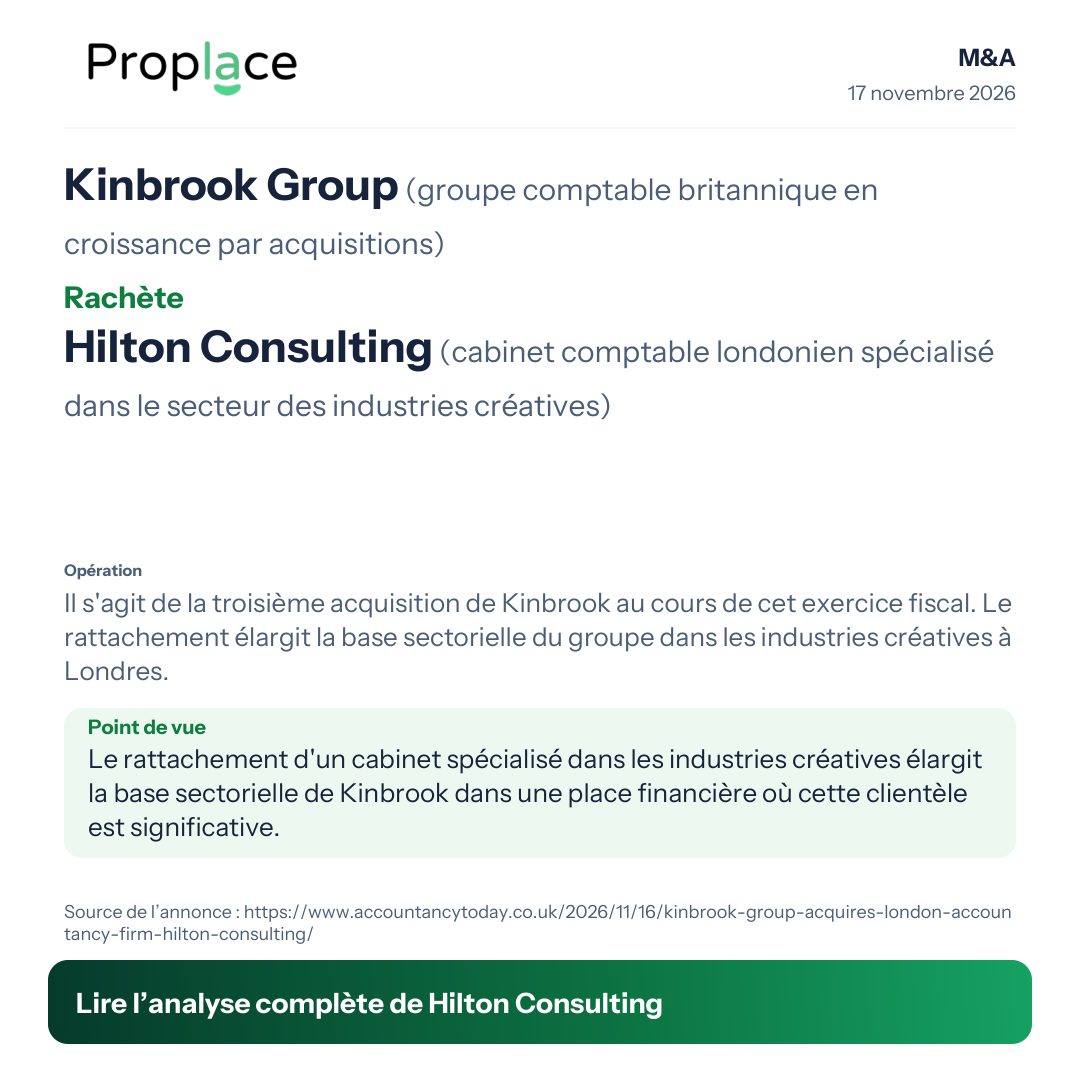 Proplace
M&A
17 novembre 2026
Kinbrook Group (groupe comptable britannique en
croissance par acquisitions)
Rachète
Hilton Consulting (cabinet comptable londonien spécialisé
dans le secteur des industries créatives)
Opération
Il s'agit de la troisième acquisition de Kinbrook au cours de cet exercice fiscal. Le
rattachement élargit la base sectorielle du groupe dans les industries créatives à
Londres.
Point de vue
Le rattachement d'un cabinet spécialisé dans les industries créatives élargit
la base sectorielle de Kinbrook dans une place financière où cette clientèle
est significative.
Source de l’annonce : https://www.accountancytoday.co.uk/2026/11/16/kinbrook-group-acquires-london-accoun
tancy-firm-hilton-consulting/
Lire l’analyse complète de Hilton Consulting